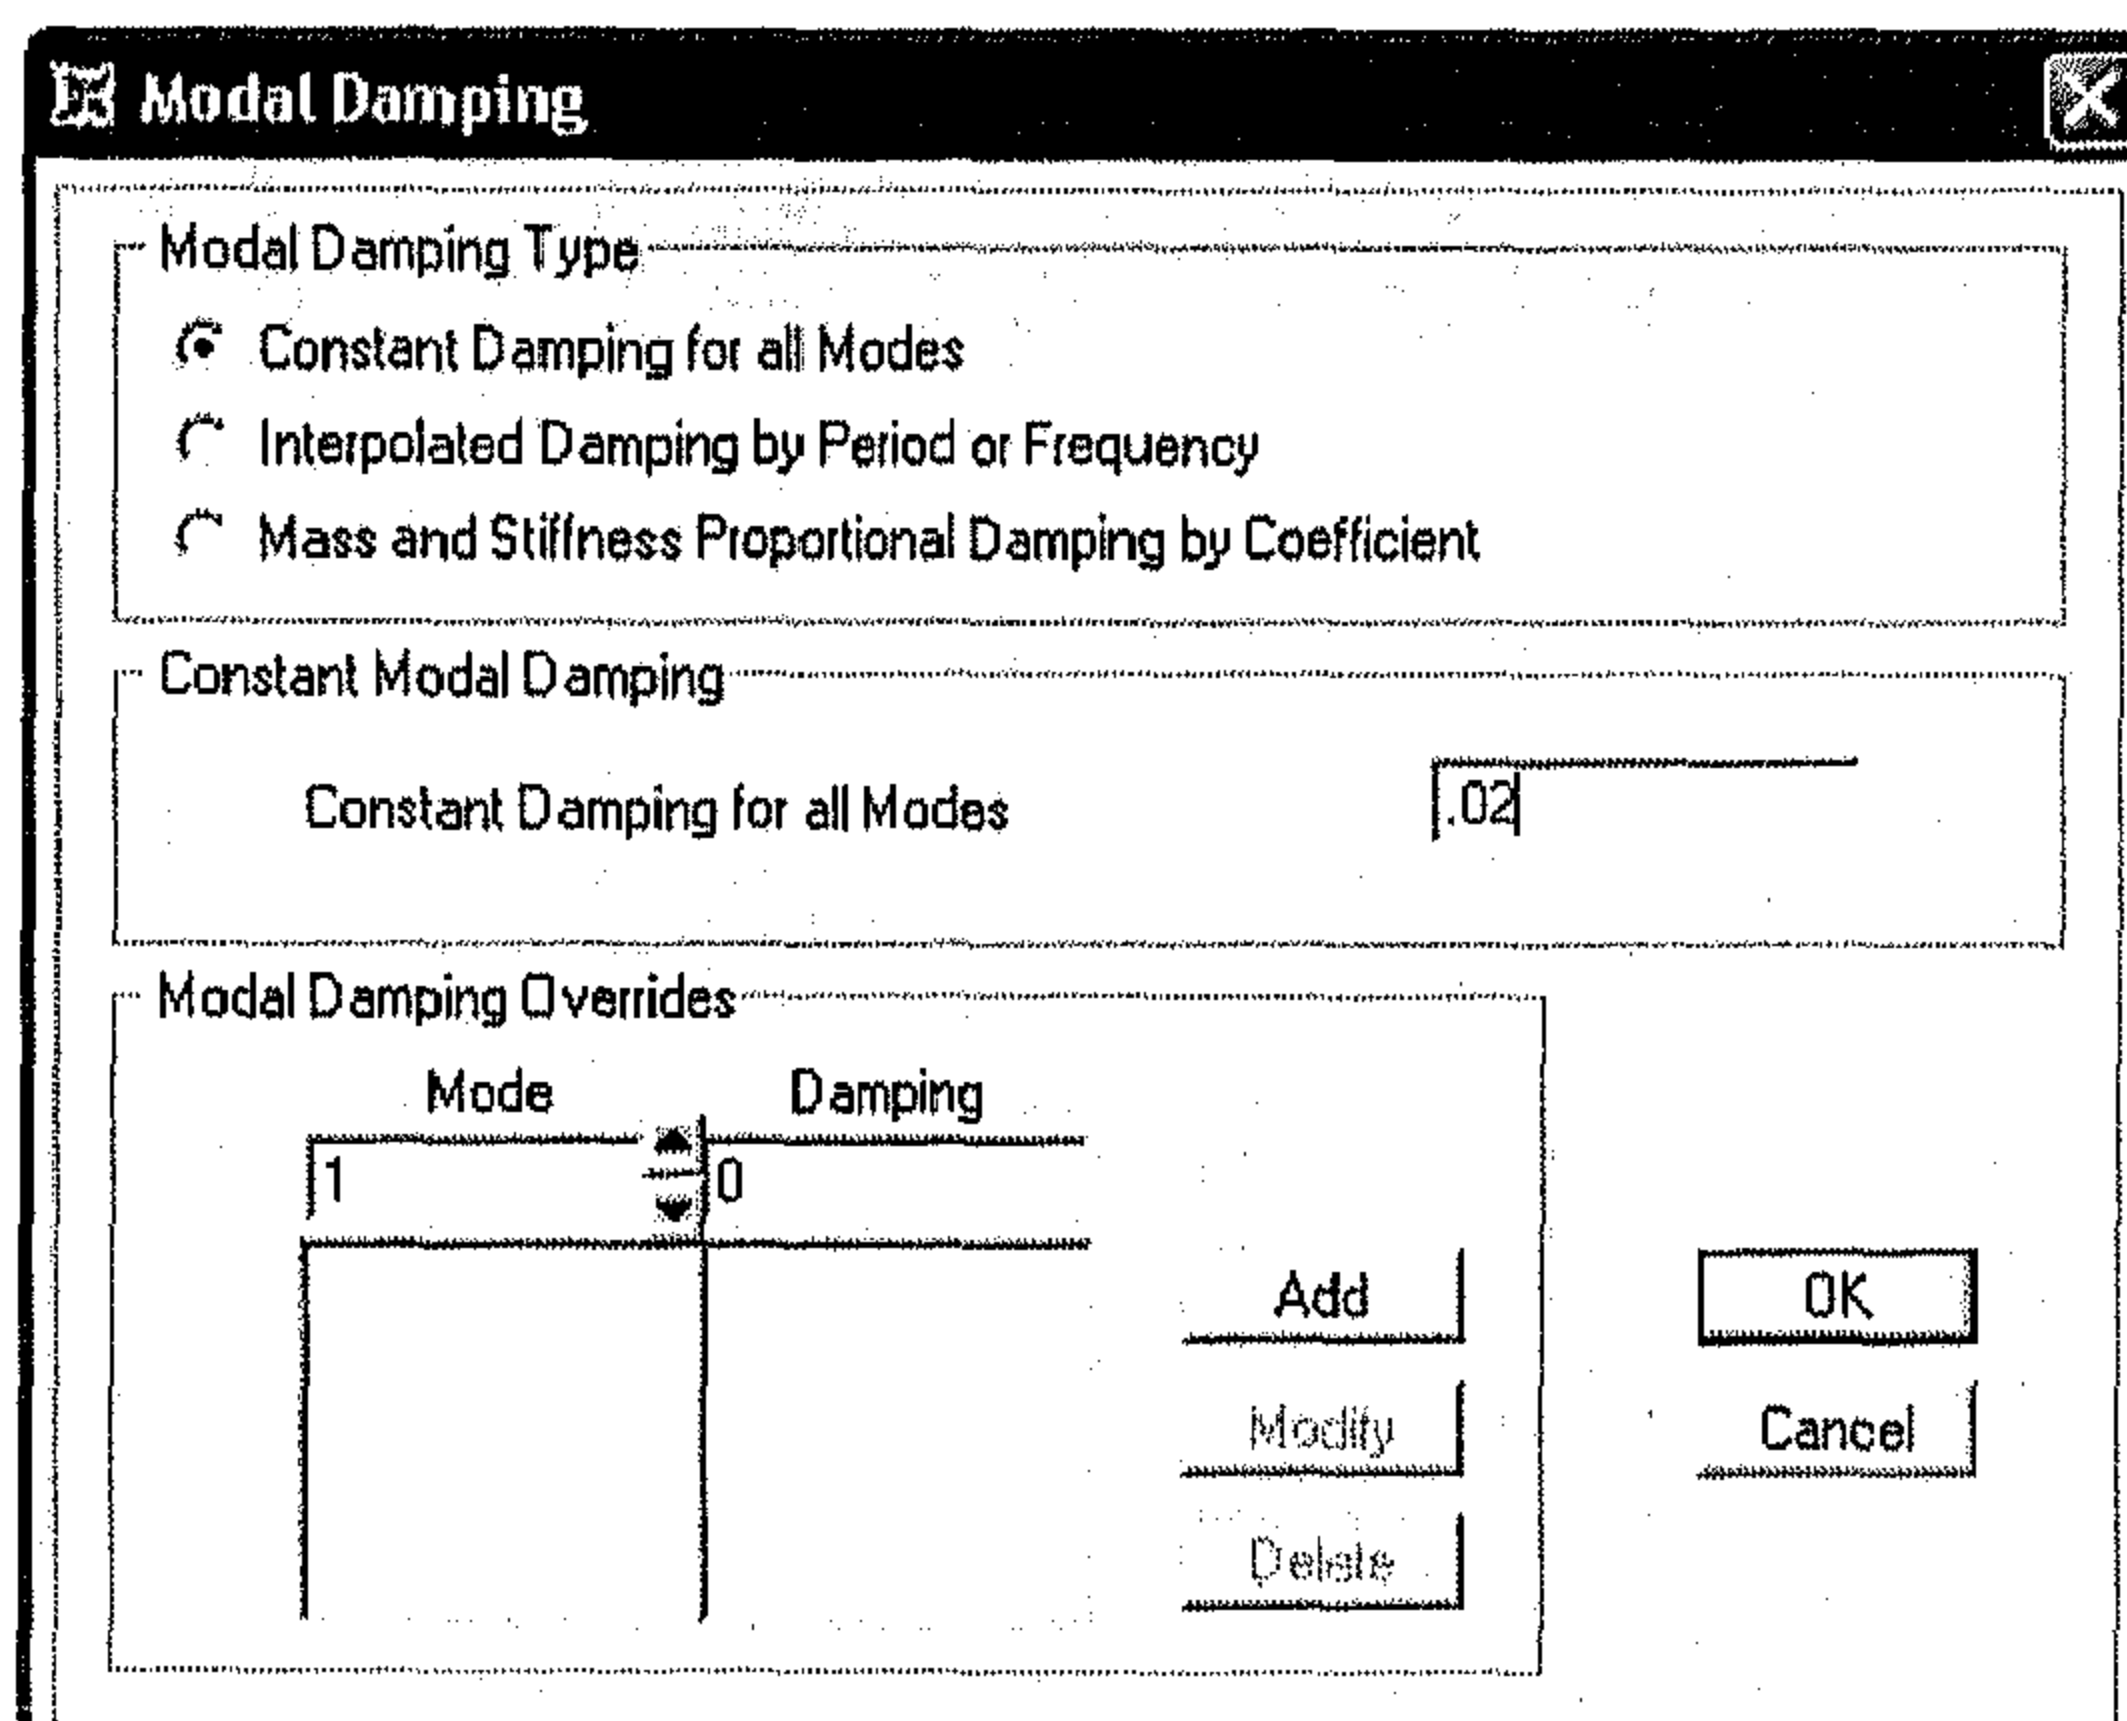 Modal Damping
Modal Damping Type
Constant Damping for all Modes
Interpolated Damping by Period or Frequency
Mass and Stiffness Proportional Damping by Coefficient
Constant Modal Damping
Constant Damping for all Modes .02
Modal Damping Overrides
Mode Damping
1 0
Add
OK
Modify
Cancel
Delete